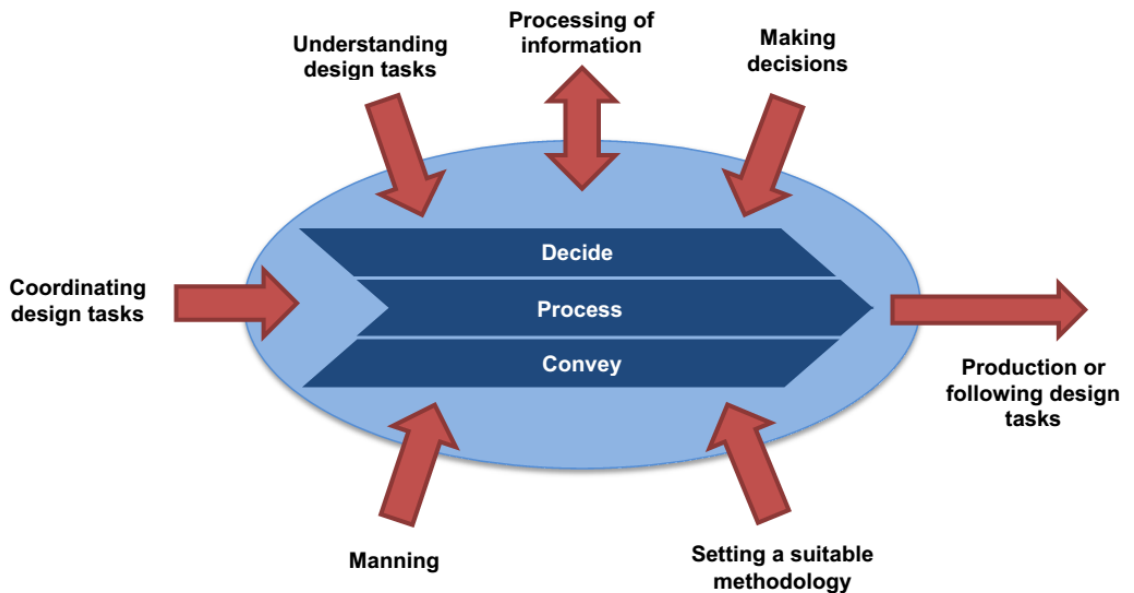 Understanding
design tasks
Processing of
information
Making
decisions
Coordinating
design tasks
Decide
Process
Convey
Production or
following design
tasks
Manning
Setting a suitable
methodology